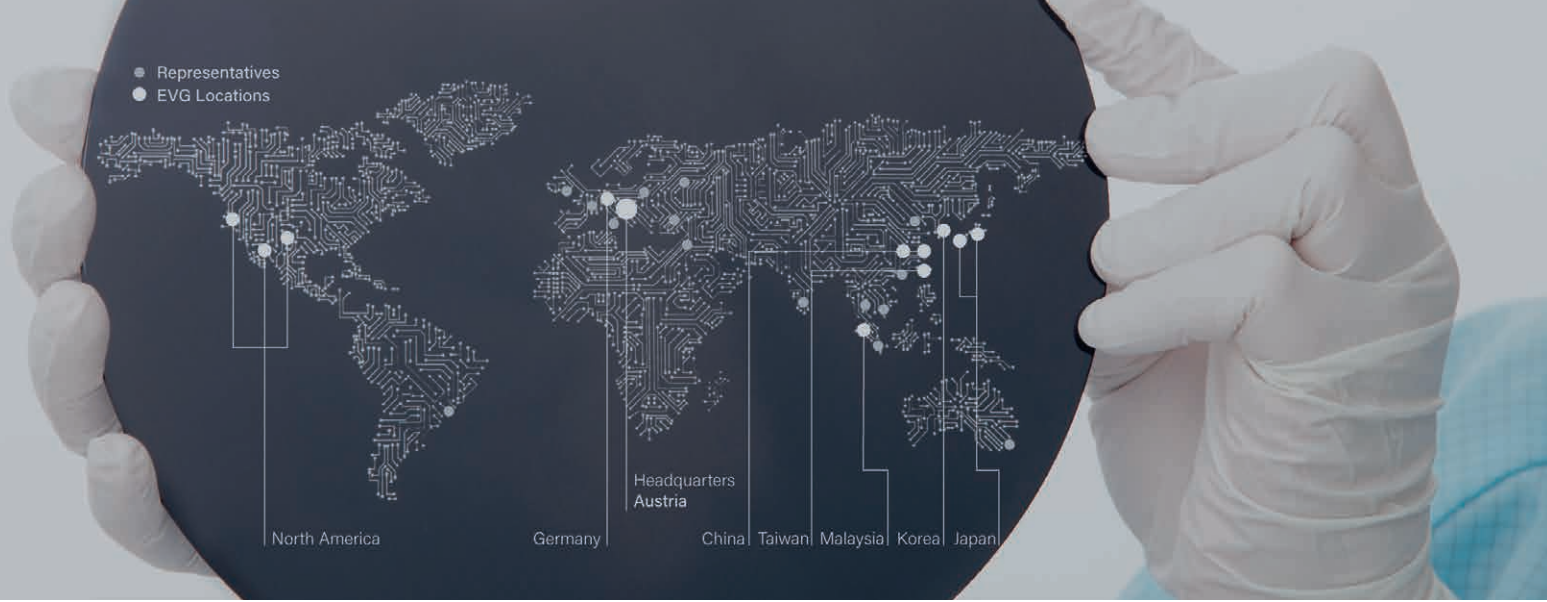 Representatives
EVG Locations
Headquarters
Austria
North America
Germany
China
Taiwan
Malaysia
Korea
Japan